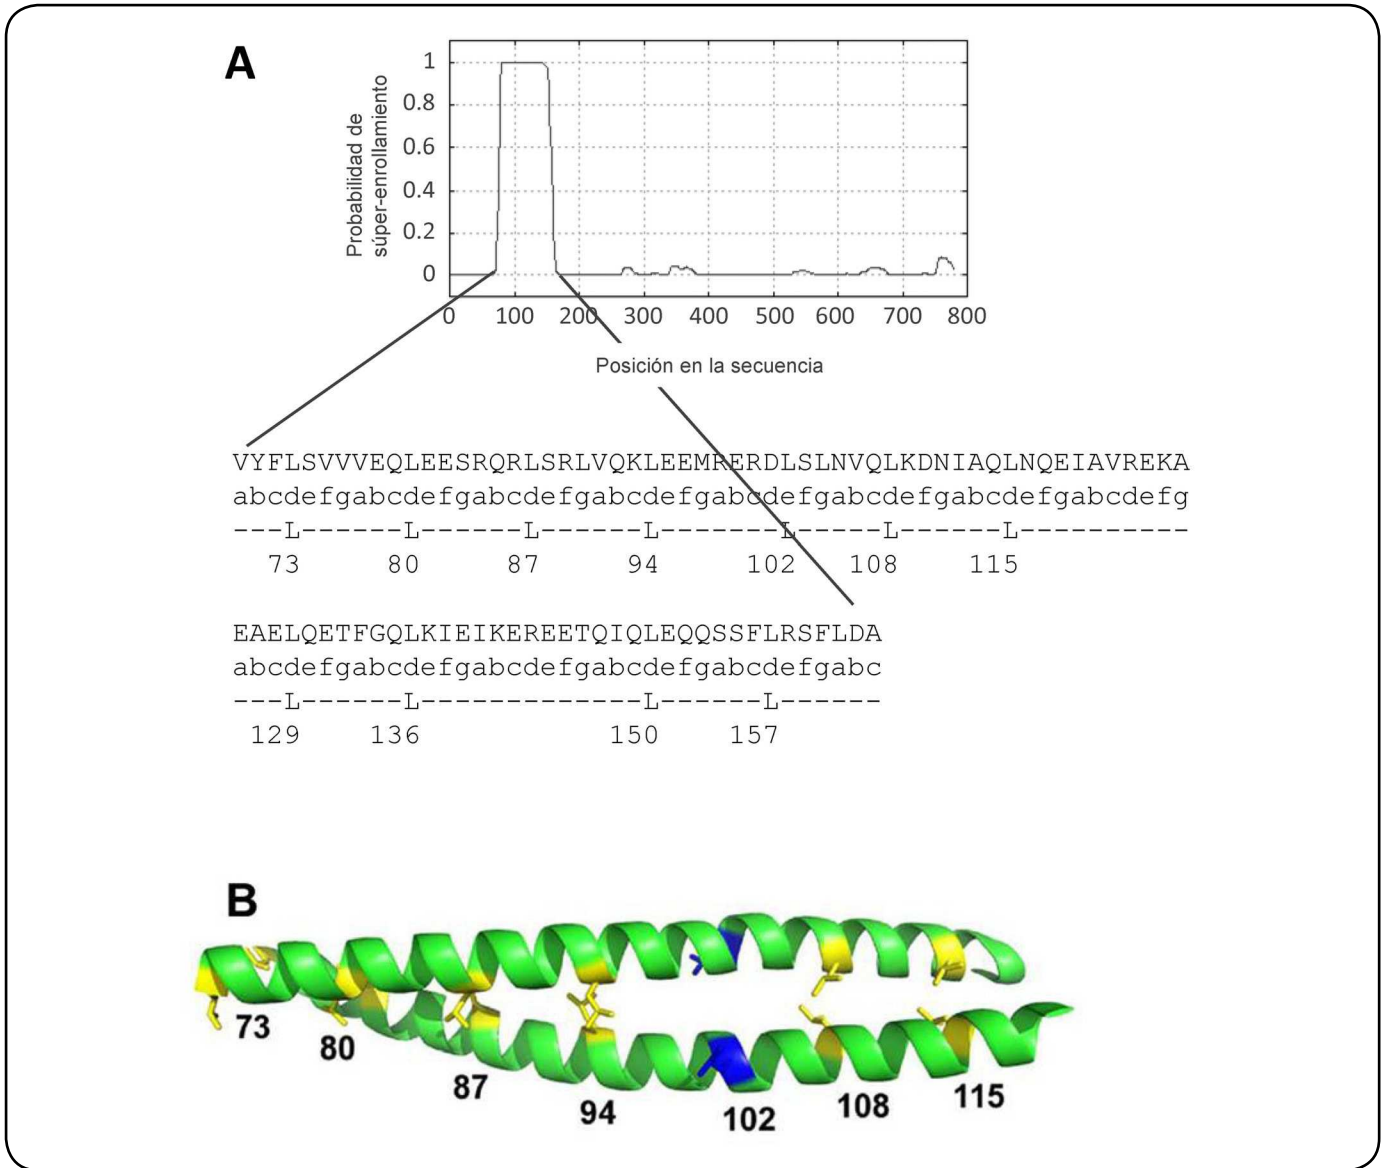 A
Probabilidad de
súper-enrollamiento
1
0.8
0.6
0.4
0.2
0
0 100 200 300 400 500 600 700 800
Posición en la secuencia
VYFLSVVVEQLEESRQRLSRLVQKLEEMRERDLSLNVQLKDNIAQLNQEIAVREKA
abcdefgabcdefgabcdefgabcdefgabcdefgabcdefgabcdefgabcdefg
---L------L------L------L-------L-----L------L----------
73 80 87 94 102 108 115
EAELQETFGQLKIEIKEREETQIQLEQQSSFLRSFLDA
abcdefgabcdefgabcdefgabcdefgabcdefgabc
---L------L-------------L------L------
129 136 150 157
B
73
80
87
94
102
108
115